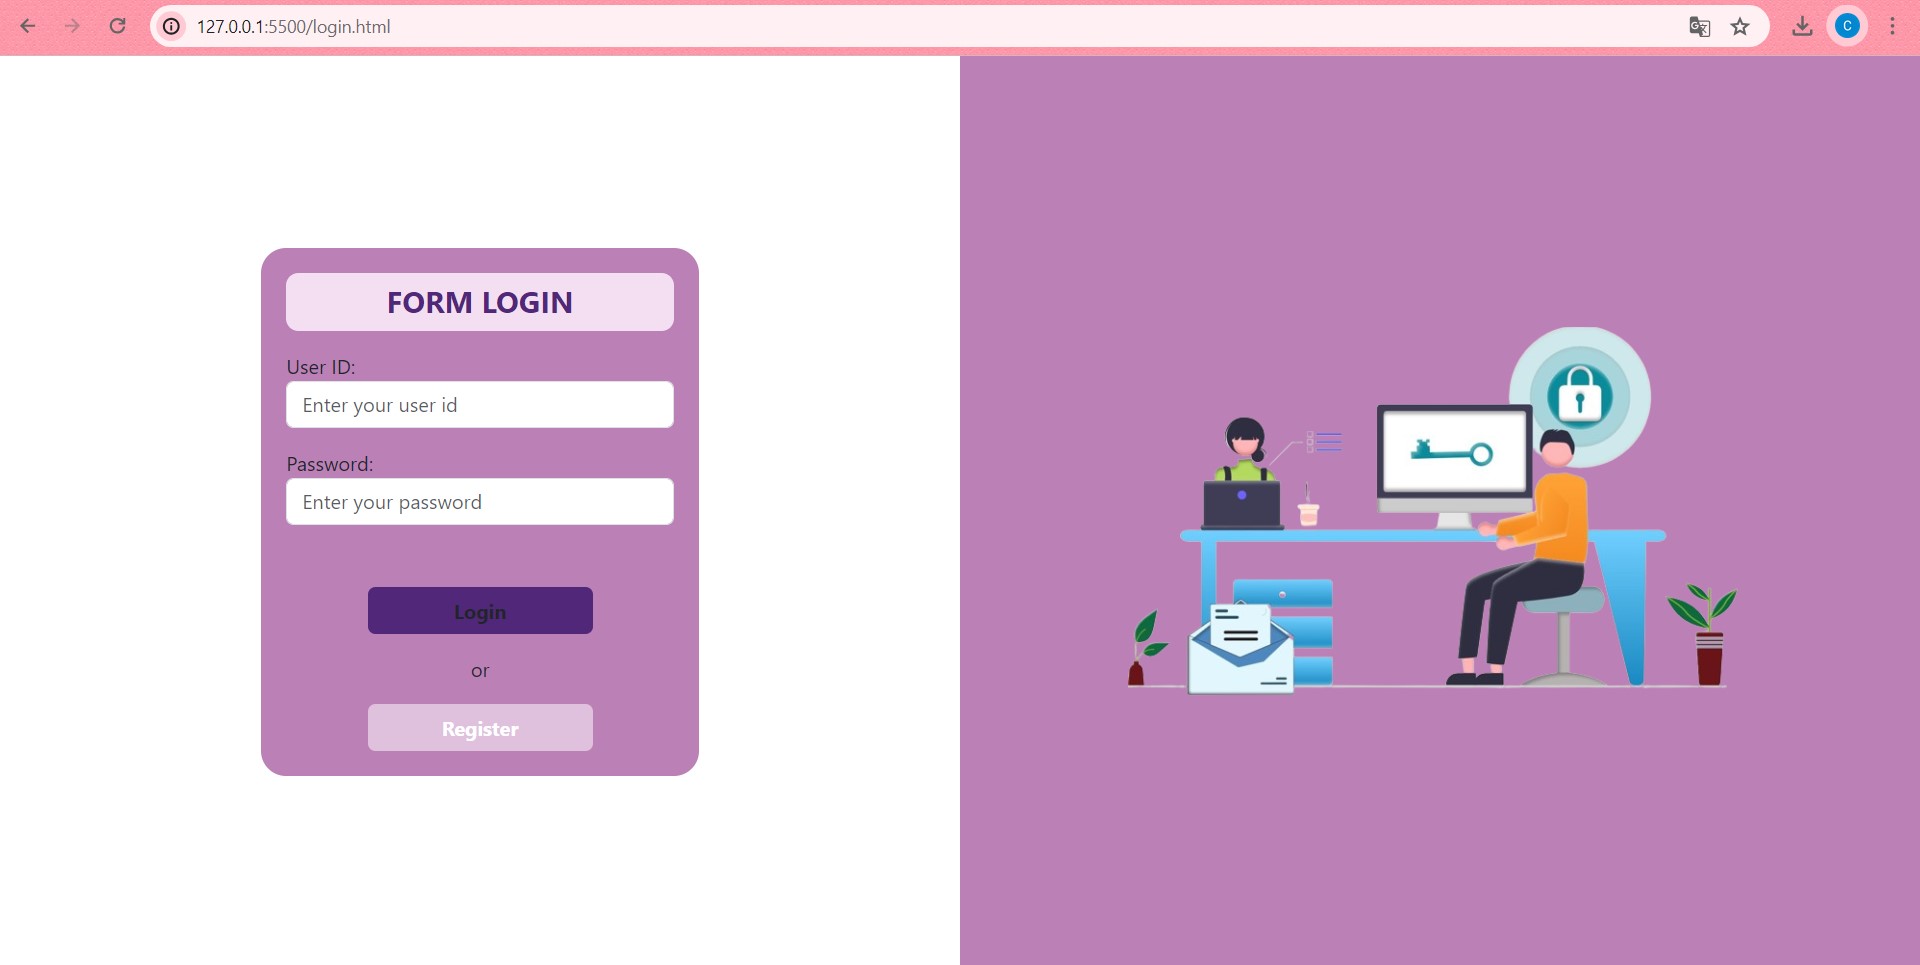 127.0.0.1:5500/login.html
C
FORM LOGIN
User ID:
Enter your user id
Password:
Enter your password
Login
or
Register